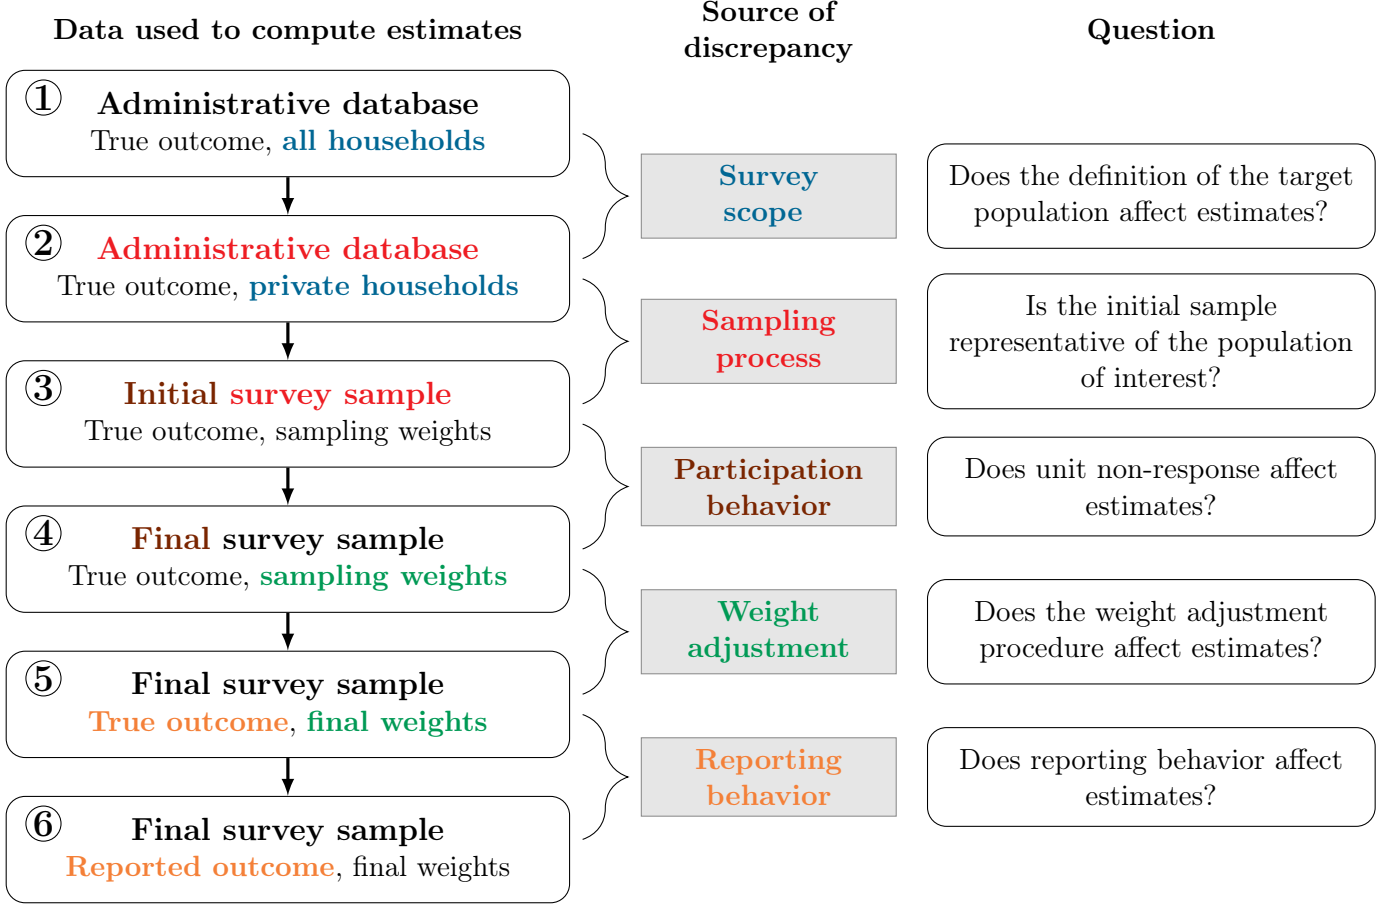 Data used to compute estimates
Source of
discrepancy
Question
1
Administrative database
True outcome, all households
Survey
scope
Does the definition of the target
population affect estimates?
2
Administrative database
True outcome, private households
Sampling
process
Is the initial sample
representative of the population
of interest?
3
Initial survey sample
True outcome, sampling weights
Participation
behavior
Does unit non-response affect
estimates?
4
Final survey sample
True outcome, sampling weights
Weight
adjustment
Does the weight adjustment
procedure affect estimates?
5
Final survey sample
True outcome, final weights
Reporting
behavior
Does reporting behavior affect
estimates?
6
Final survey sample
Reported outcome, final weights